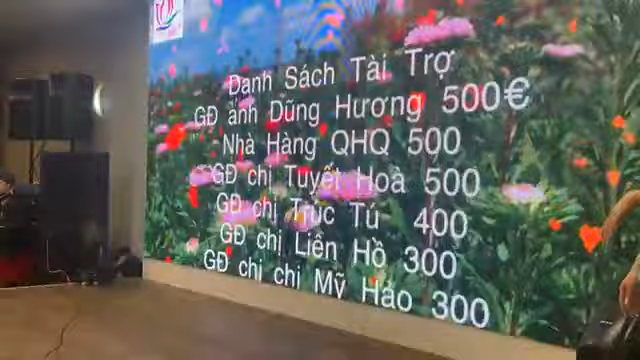 Danh Sách Tài Trợ
GĐ anh Dũng Hương 500€
Nhà Hàng QHQ 500
GĐ chị Tuyết Hoà 500
GĐ chị Trúc Tú 400
GĐ chị Liên Hồ 300
GĐ chị chị Mỹ Hảo 300